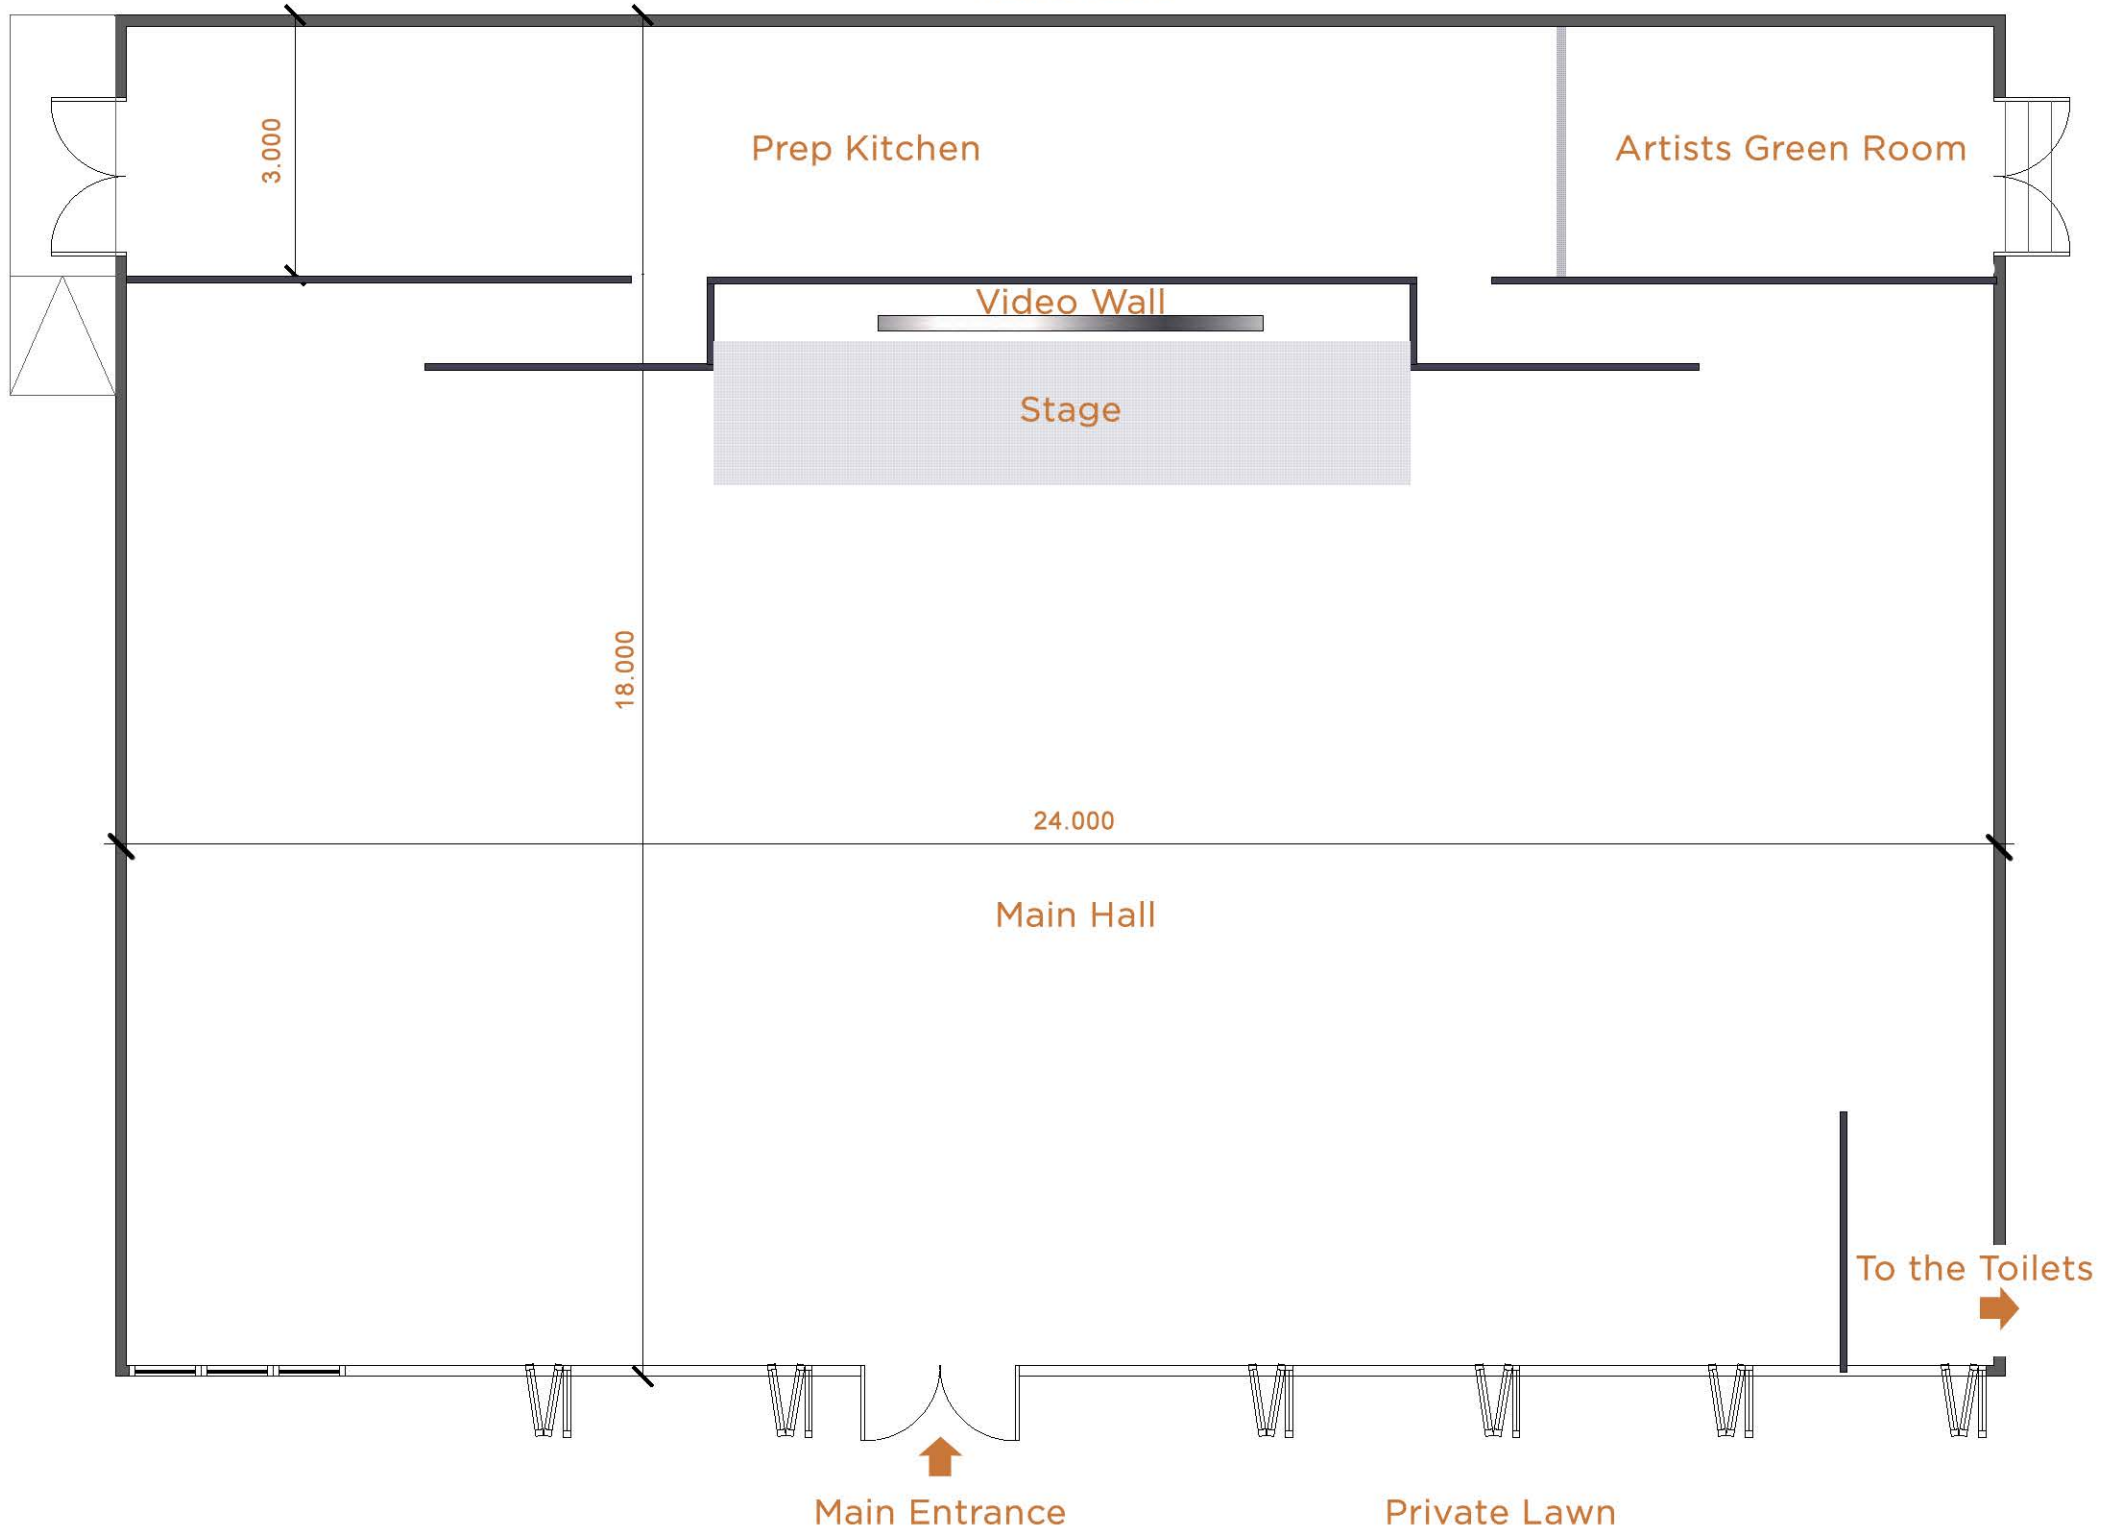 3.000
Prep Kitchen
Artists Green Room
Video Wall
Stage
18.000
24.000
Main Hall
To the Toilets
Main Entrance
Private Lawn